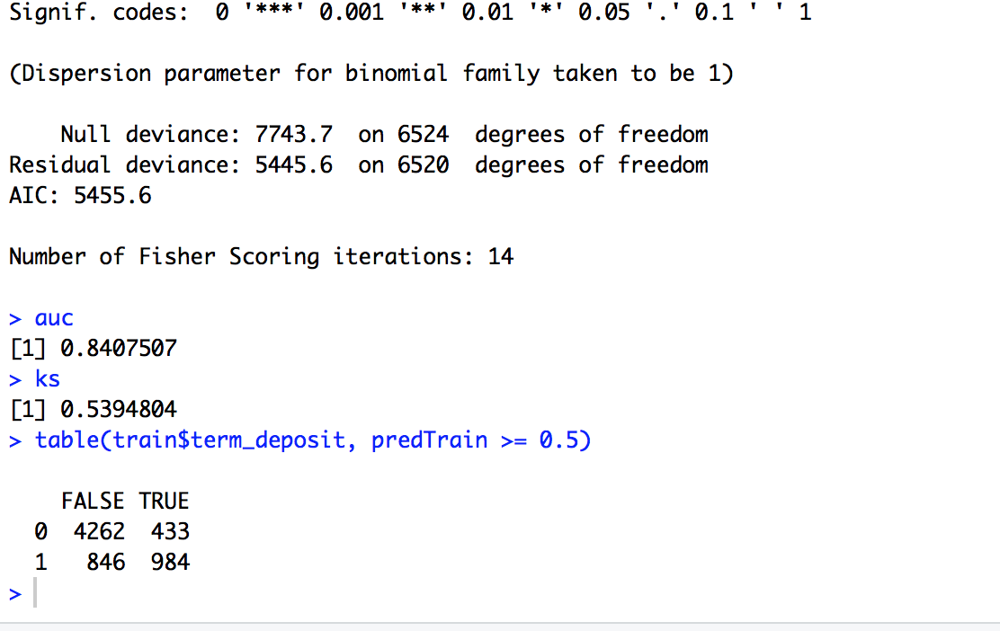 Signif. codes:  0 '***' 0.001 '**' 0.01 '*' 0.05 '.' 0.1 ' ' 1
(Dispersion parameter for binomial family taken to be 1)
    Null deviance: 7743.7  on 6524  degrees of freedom
Residual deviance: 5445.6  on 6520  degrees of freedom
AIC: 5455.6
Number of Fisher Scoring iterations: 14
> auc
[1] 0.8407507
> ks
[1] 0.5394804
> table(train$term_deposit, predTrain >= 0.5)
    FALSE TRUE
  0  4262  433
  1   846  984
>